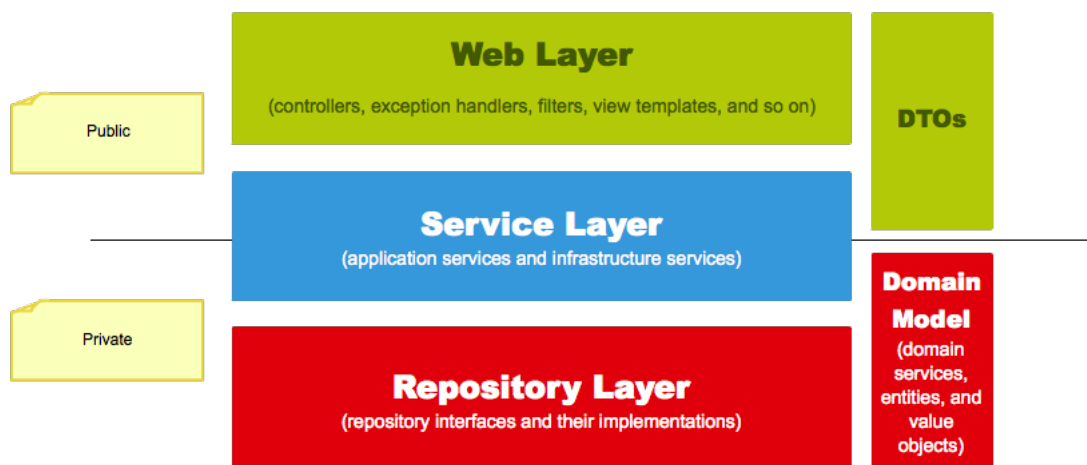 Web Layer
(controllers, exception handlers, filters, view templates, and so on)
DTOs
Public
Service Layer
(application services and infrastructure services)
Private
Repository Layer
(repository interfaces and their implementations)
Domain
Model
(domain
services,
entities, and
value
objects)